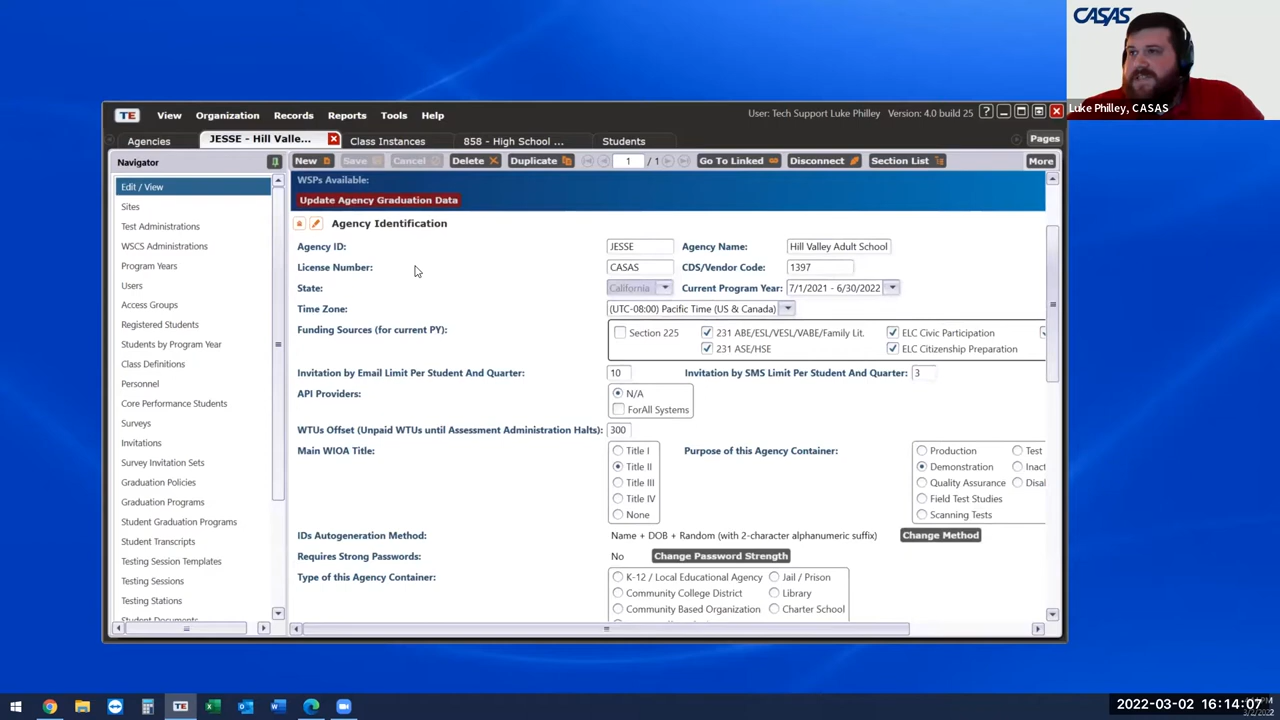 CASAS
Luke Philley, CASAS
TE View Organization Records Reports Tools Help User: Tech Support Luke Philley Version: 4.0 build 25 ?
Agencies JESSE - Hill Valle... Class Instances 858 - High School ... Students Pages
Navigator New Save Cancel Delete Duplicate 1 / 1 Go To Linked Disconnect Section List More
Edit / View
Sites
Test Administrations
WSCS Administrations
Program Years
Users
Access Groups
Registered Students
Students by Program Year
Class Definitions
Personnel
Core Performance Students
Surveys
Invitations
Survey Invitation Sets
Graduation Policies
Graduation Programs
Student Graduation Programs
Student Transcripts
Testing Session Templates
Testing Sessions
Testing Stations
Student Documents
WSPs Available:
Update Agency Graduation Data
Agency Identification
Agency ID: JESSE Agency Name: Hill Valley Adult School
License Number: CASAS CDS/Vendor Code: 1397
State: California Current Program Year: 7/1/2021 - 6/30/2022
Time Zone: (UTC-08:00) Pacific Time (US & Canada)
Funding Sources (for current PY): Section 225 231 ABE/ESL/VESL/VABE/Family Lit. ELC Civic Participation
231 ASE/HSE ELC Citizenship Preparation
Invitation by Email Limit Per Student And Quarter: 10 Invitation by SMS Limit Per Student And Quarter: 3
API Providers: N/A
ForAll Systems
WTUs Offset (Unpaid WTUs until Assessment Administration Halts): 300
Main WIOA Title: Title I Purpose of this Agency Container: Production Test
Title II Demonstration Inact
Title III Quality Assurance Disal
Title IV Field Test Studies
None Scanning Tests
IDs Autogeneration Method: Name + DOB + Random (with 2-character alphanumeric suffix) Change Method
Requires Strong Passwords: No Change Password Strength
Type of this Agency Container: K-12 / Local Educational Agency Jail / Prison
Community College District Library
Community Based Organization Charter School
TE
2022-03-02 16:14:07